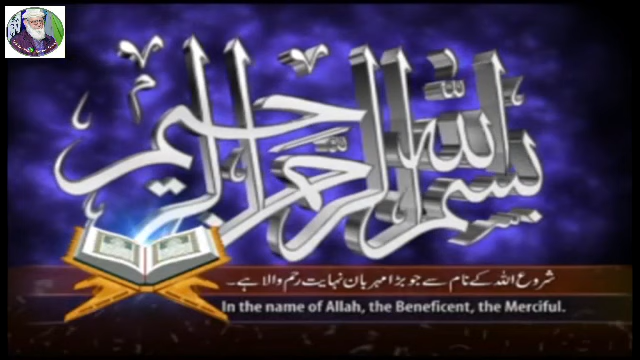 بسم الله الرحمن الرحيم
شروع اللہ کے نام سے جو بڑا مہربان نہایت رحم والا ہے۔
In the name of Allah, the Beneficent, the Merciful.